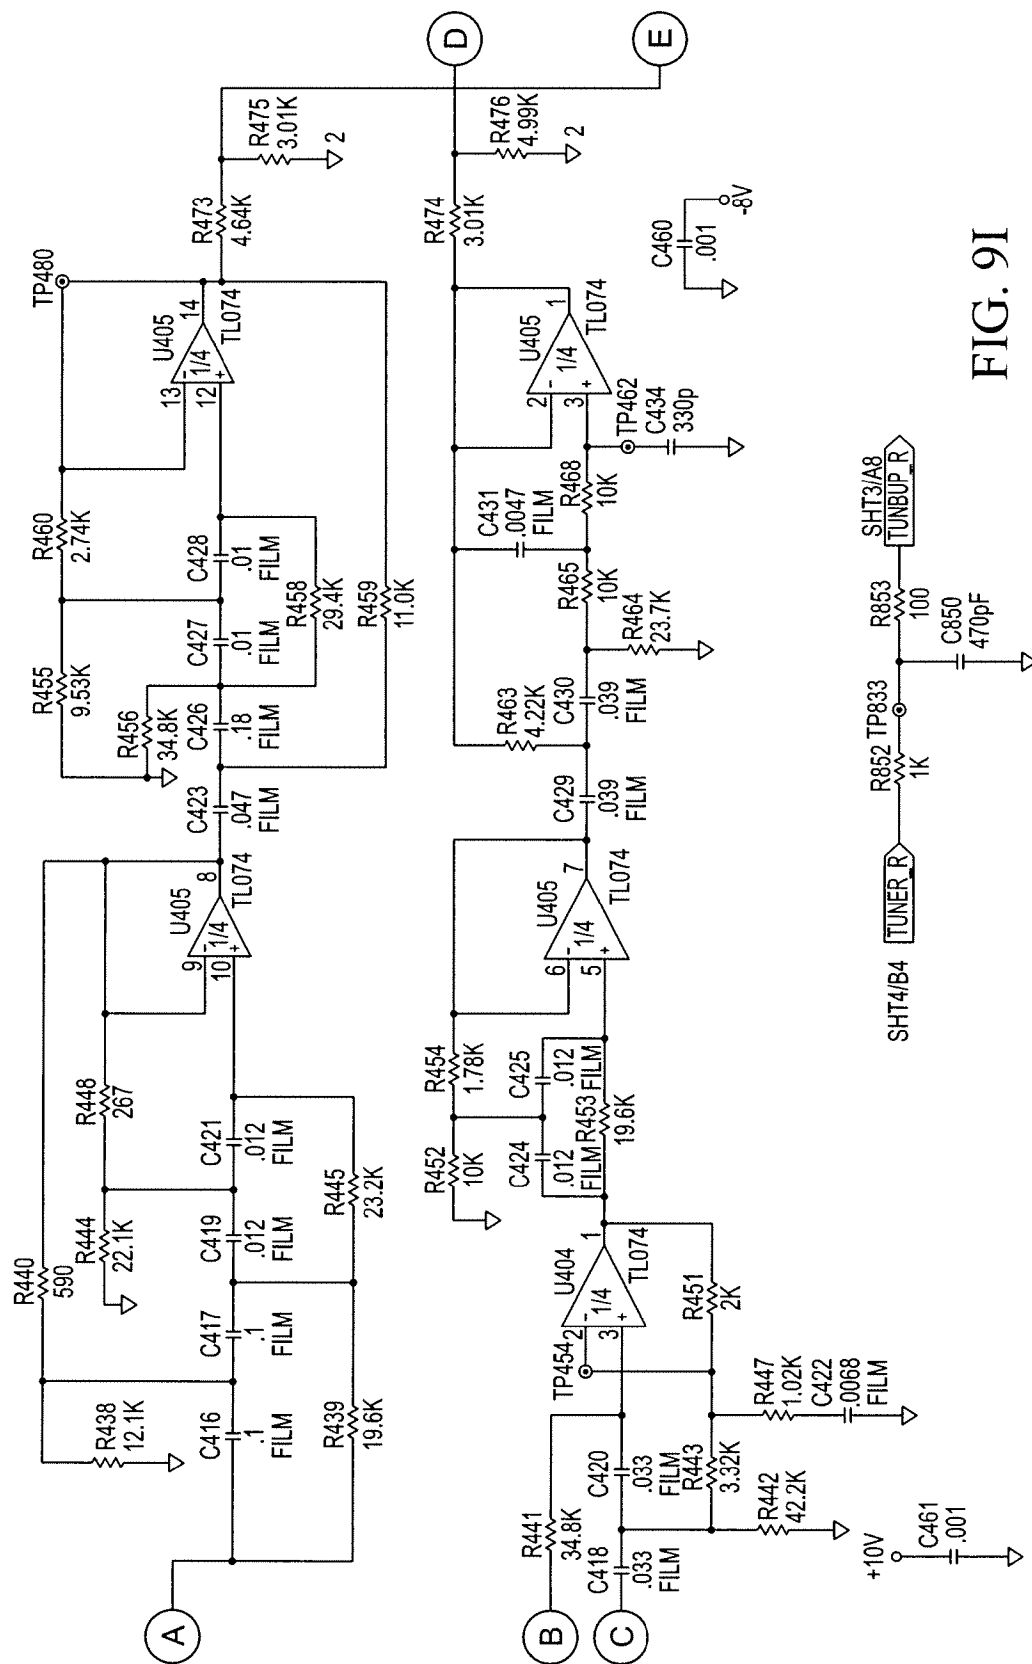 A
R438
12.1K
R440
590
C416
.1
FILM
R439
19.6K
C417
.1
FILM
R444
22.1K
C419
.012
FILM
R448
267
C421
.012
FILM
R445
23.2K
9
10
U405
1/4
-
+
8
TL074
C423
.047
FILM
R455
9.53K
R456
34.8K
C426
.18
FILM
C427
.01
FILM
R460
2.74K
C428
.01
FILM
R458
29.4K
R459
11.0K
13
12
U405
1/4
-
+
14
TL074
TP480
R473
4.64K
R475
3.01K
2
B
C
R441
34.8K
C418
.033
FILM
C420
.033
FILM
R443
3.32K
R442
42.2K
R447
1.02K
C422
.0068
FILM
TP454
2
3
U404
1/4
-
+
1
TL074
R451
2K
R452
10K
R454
1.78K
C424
.012
FILM
C425
.012
FILM
R453
19.6K
6
5
U405
1/4
-
+
7
TL074
C429
.039
FILM
R463
4.22K
C430
.039
FILM
R464
23.7K
R465
10K
C431
.0047
FILM
R468
10K
TP462
C434
330p
2
3
U405
1/4
-
+
1
TL074
R474
3.01K
R476
4.99K
2
D
E
+10V
C461
.001
SHT4/B4
TUNER_R
R852
1K
TP833
C850
470pF
R853
100
SHT3/A8
TUNBUP_R
C460
.001
-8V
FIG. 9I